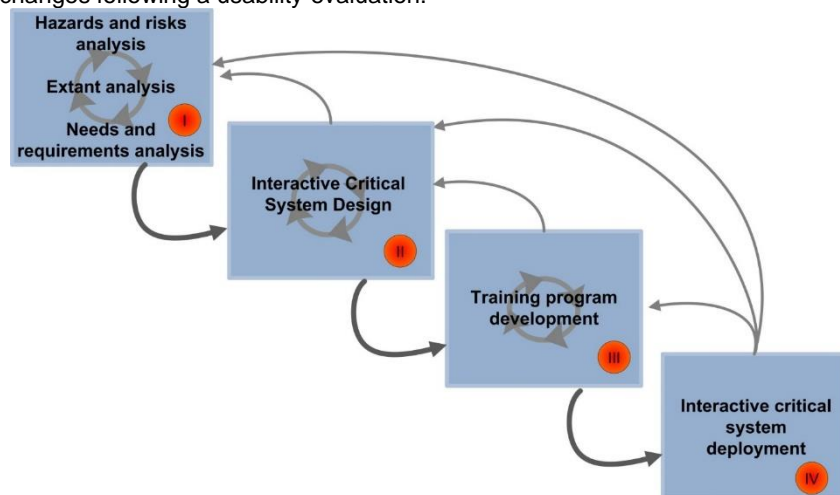 changes following a usability evaluation.
Hazards and risks
analysis
Extant analysis
I
Needs and
requirements analysis
Interactive Critical
System Design
II
Training program
development
III
Interactive critical
system
deployment
IV